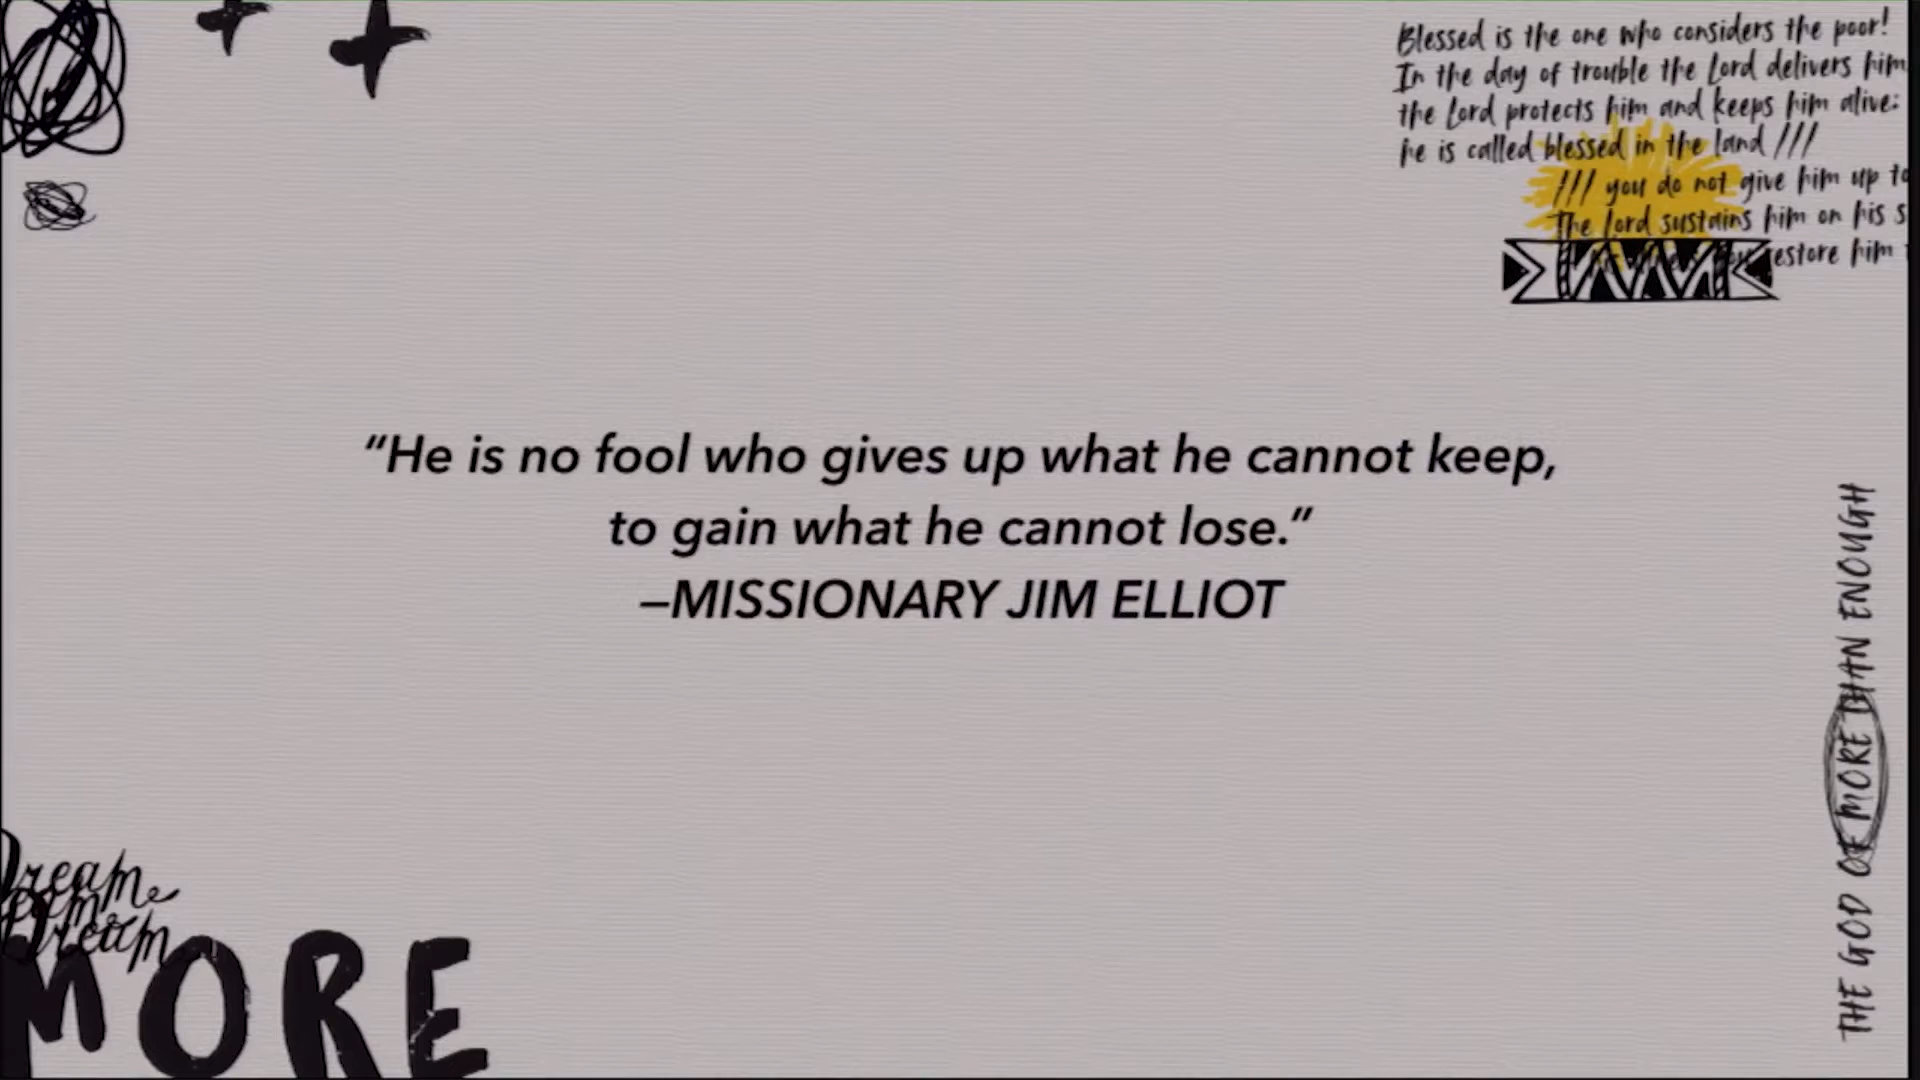 Blessed is the one who considers the poor!
In the day of trouble the Lord delivers him
the Lord protects him and keeps him alive:
he is called blessed in the land ///
/// you do not give him up to
The Lord sustains him on his s
restore him
“He is no fool who gives up what he cannot keep,
to gain what he cannot lose.”
–MISSIONARY JIM ELLIOT
THE GOD OF MORE THAN ENOUGH
Dream
Dream
MORE